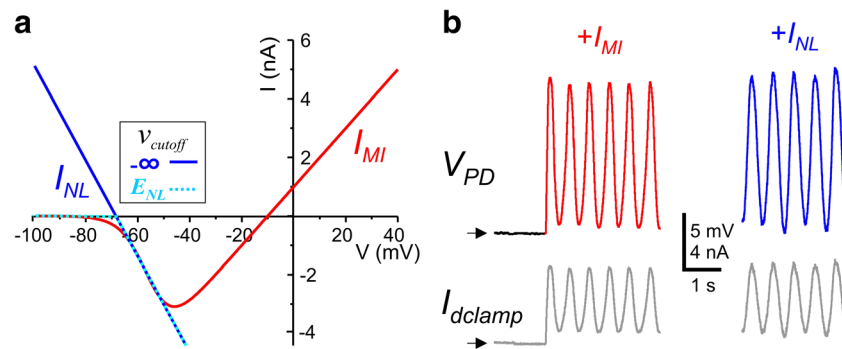 a
I (nA)
6
4
2
-2
-4
v_cutoff
-∞
E_NL
I_NL
I_MI
-100 -80 -60 -40 -20 20 40
V (mV)
b
+I_MI
+I_NL
V_PD
I_dclamp
5 mV
4 nA
1 s